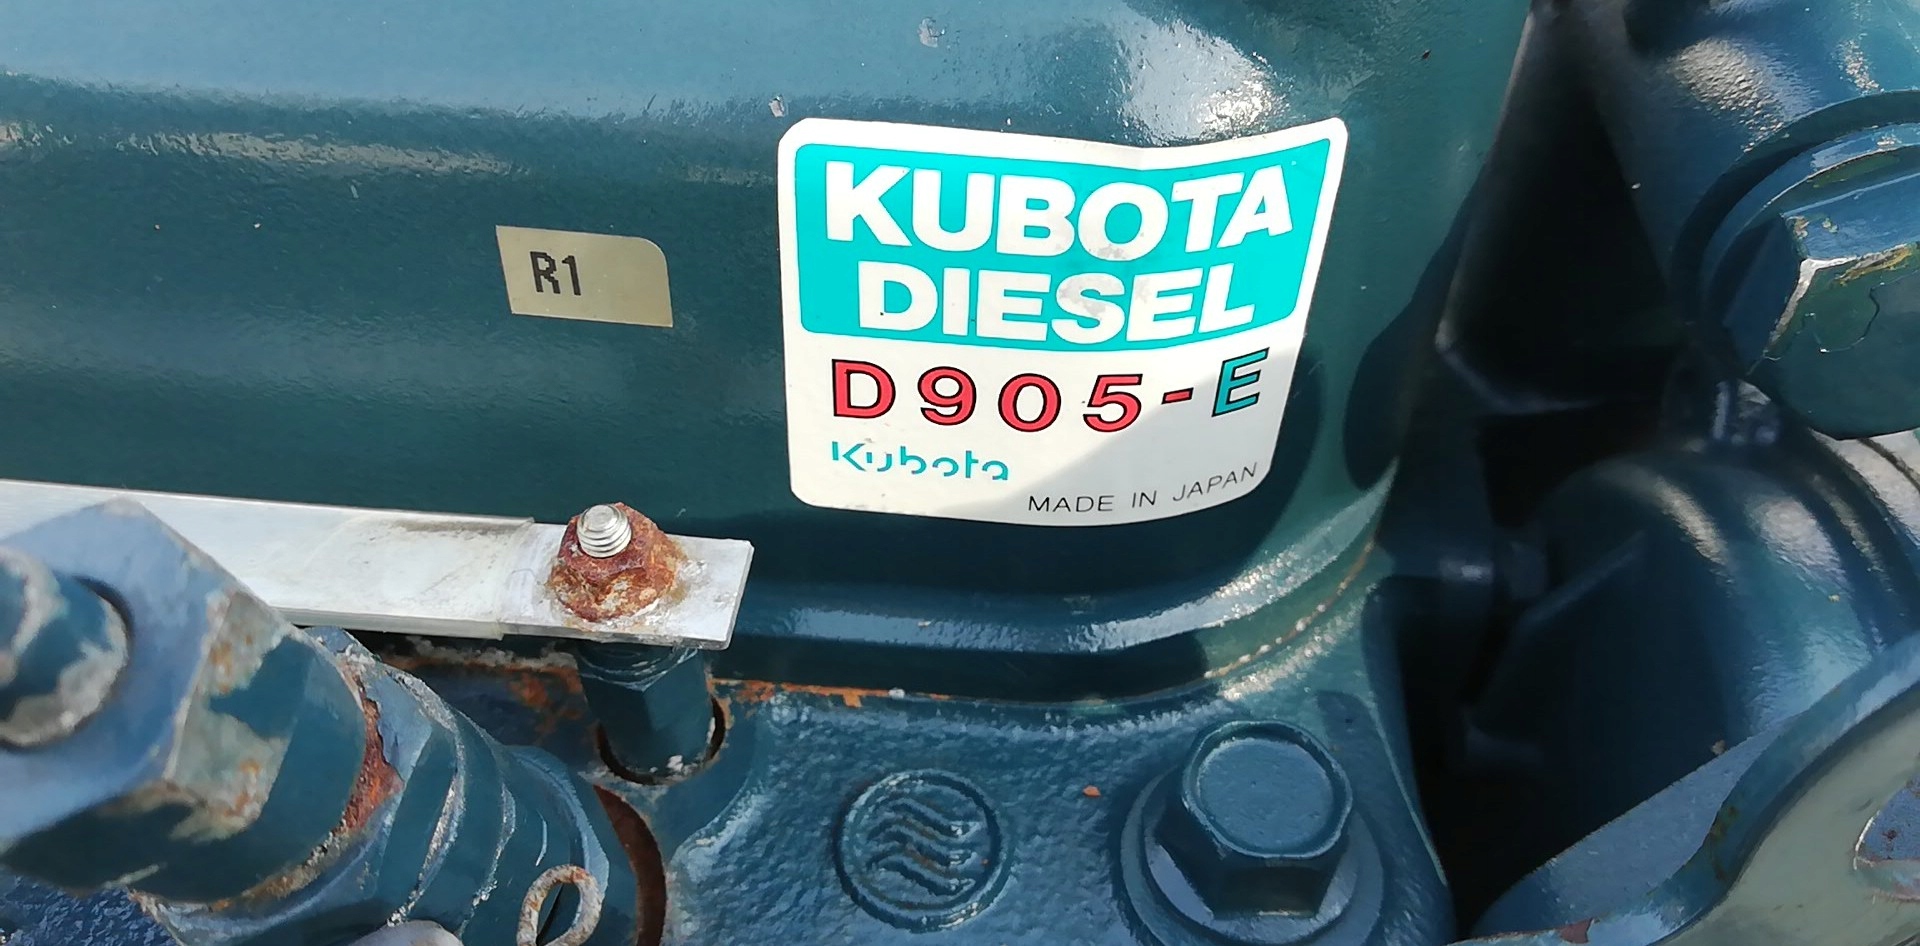 R1
KUBOTA
DIESEL
D905-E
Kubota
MADE IN JAPAN